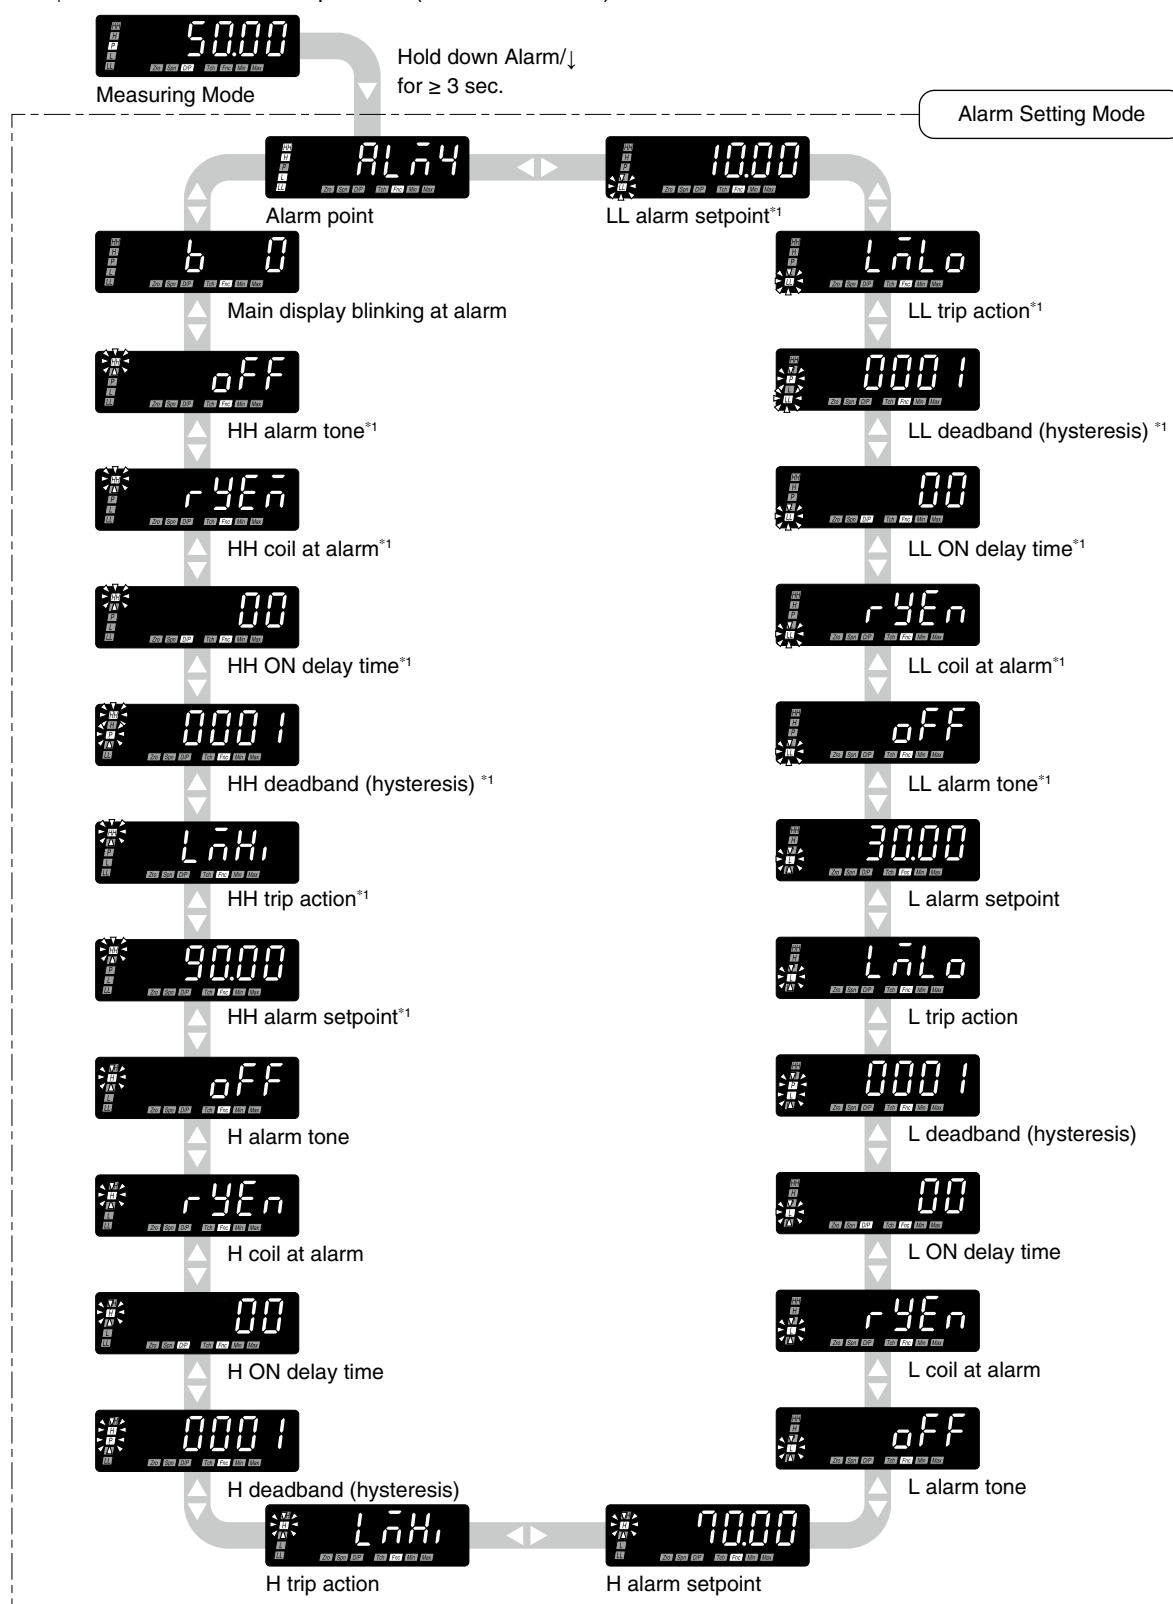 50.00
Measuring Mode
Hold down Alarm/↓
for ≥ 3 sec.
Alarm Setting Mode
ALM4
Alarm point
10.00
LL alarm setpoint*1
LMLo
LL trip action*1
0001
LL deadband (hysteresis) *1
00
LL ON delay time*1
rYEn
LL coil at alarm*1
oFF
LL alarm tone*1
30.00
L alarm setpoint
LMLo
L trip action
0001
L deadband (hysteresis)
00
L ON delay time
rYEn
L coil at alarm
oFF
L alarm tone
70.00
H alarm setpoint
LMHi
H trip action
0001
H deadband (hysteresis)
00
H ON delay time
rYEn
H coil at alarm
oFF
H alarm tone
90.00
HH alarm setpoint*1
LMHi
HH trip action*1
0001
HH deadband (hysteresis) *1
00
HH ON delay time*1
rYEM
HH coil at alarm*1
oFF
HH alarm tone*1
b 0
Main display blinking at alarm